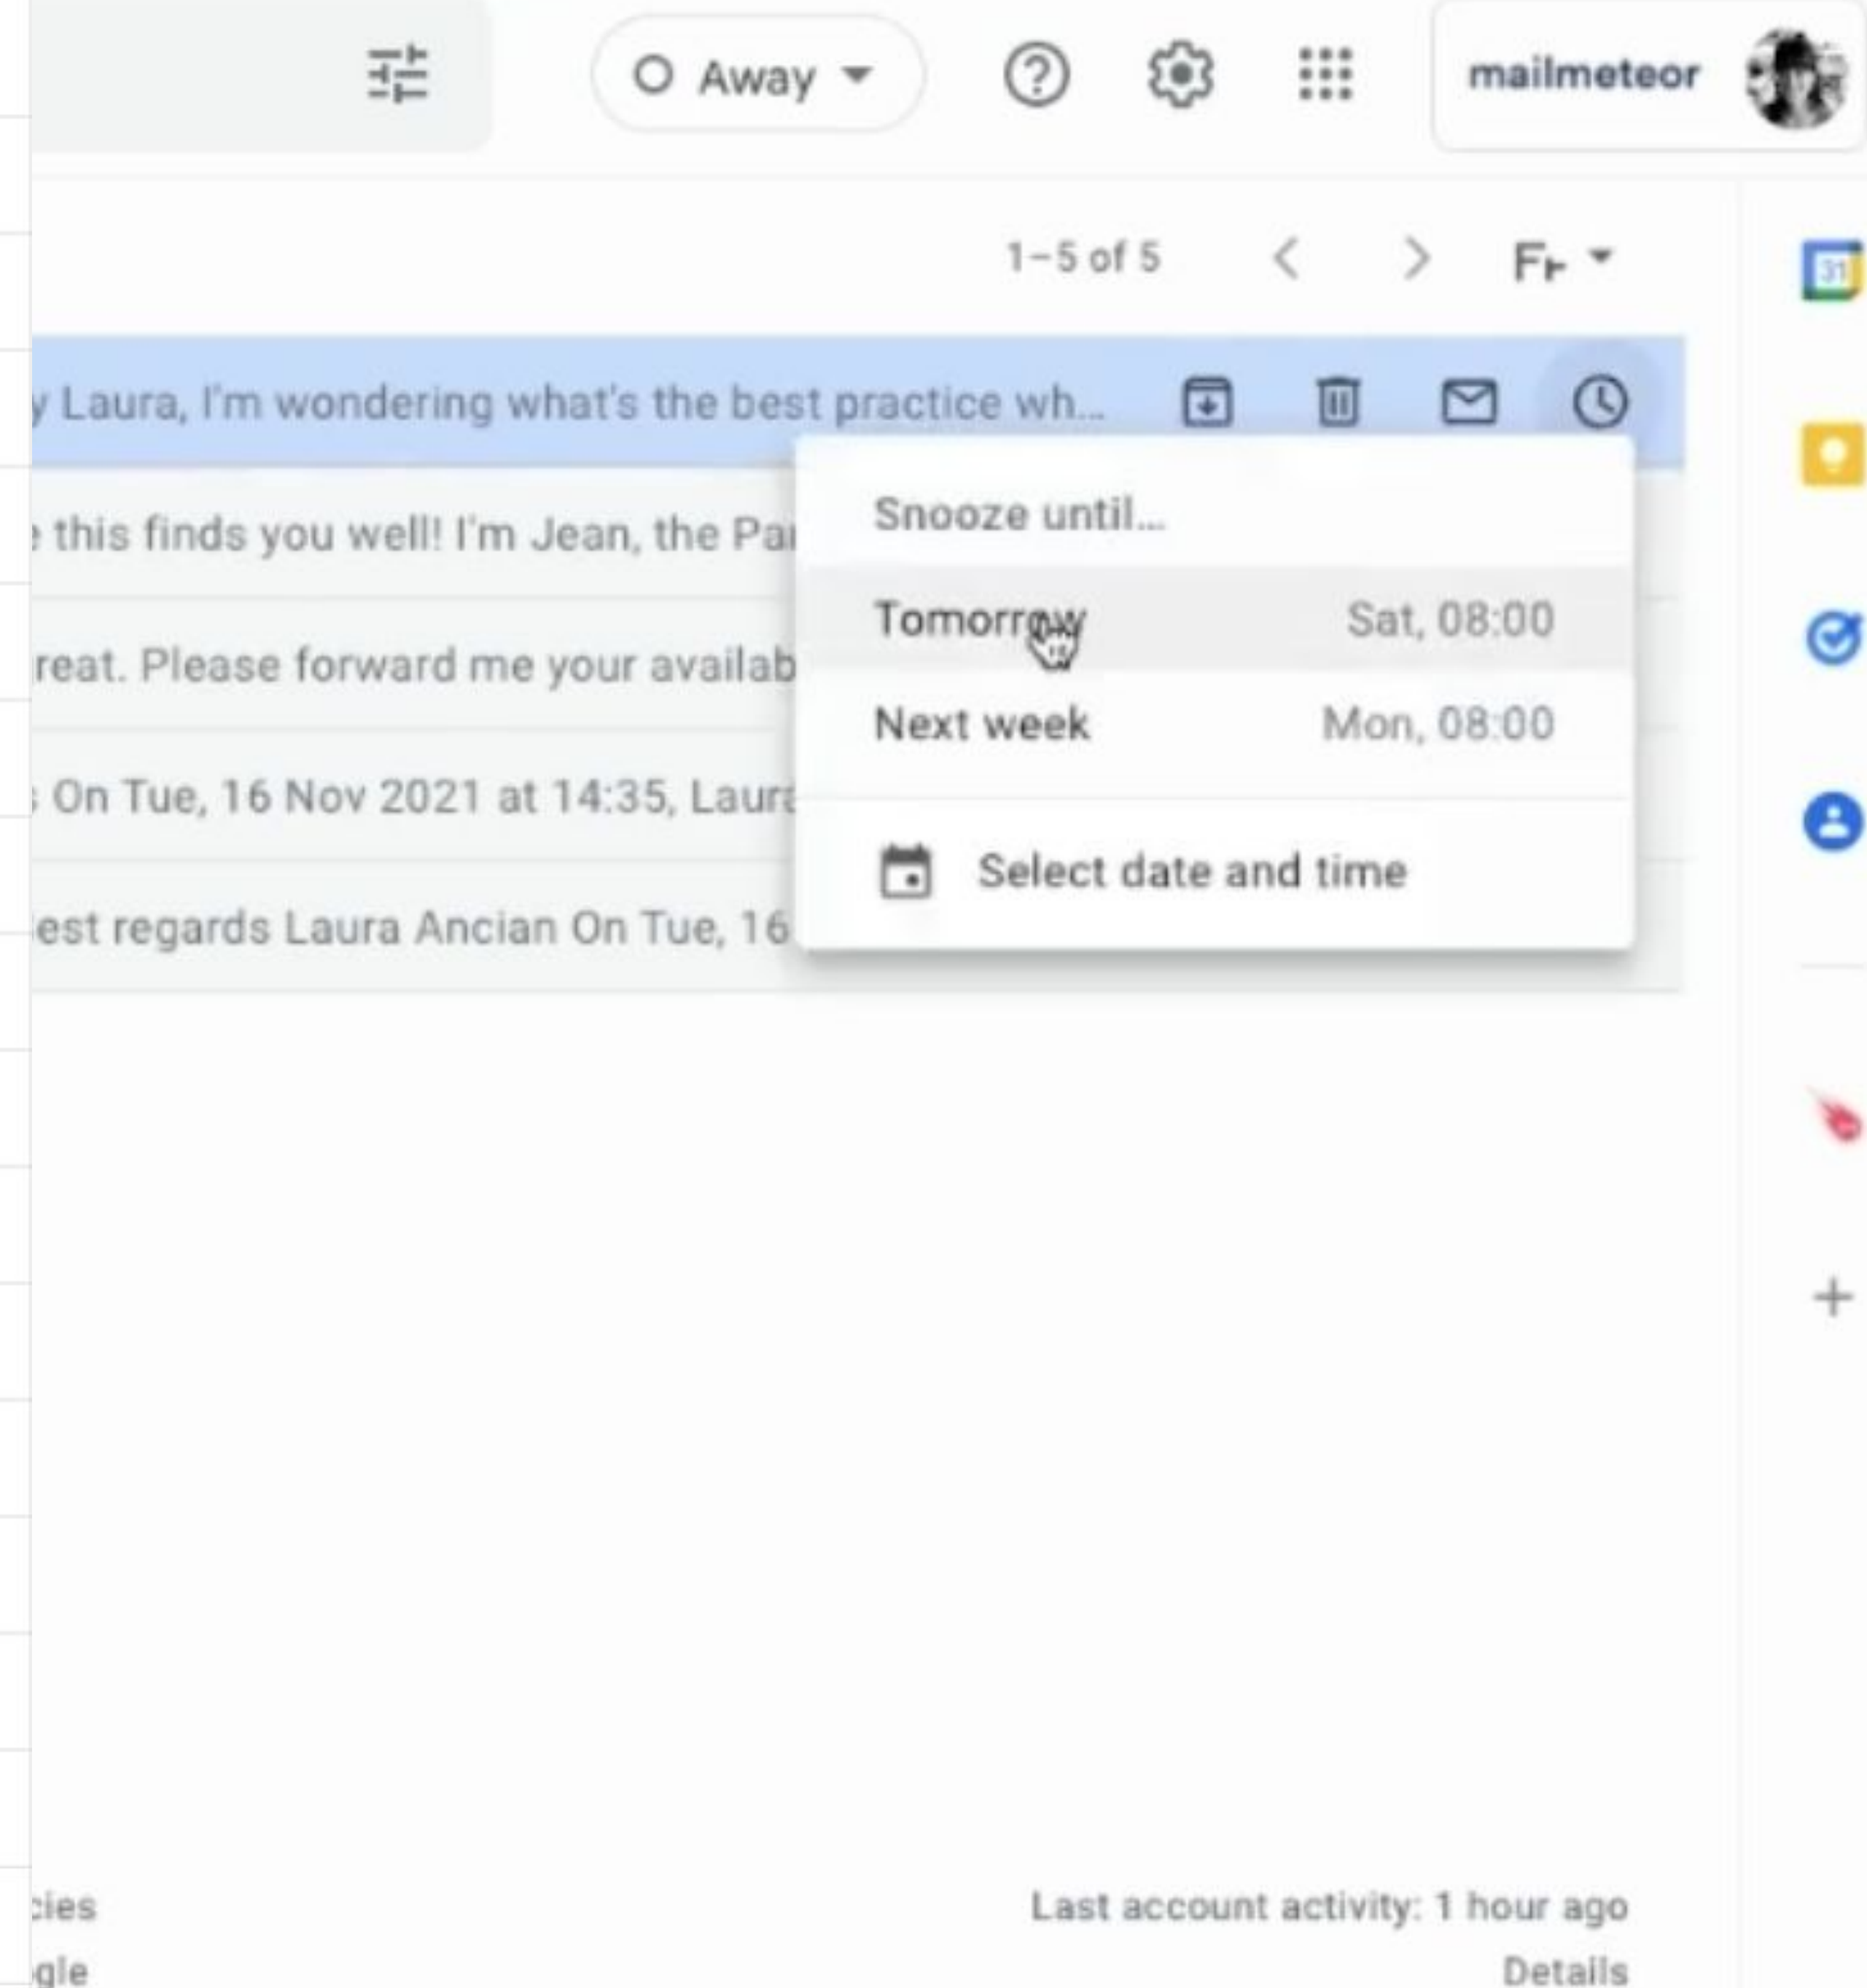 Away
mailmeteor
1–5 of 5
31
y Laura, I'm wondering what's the best practice wh...
Snooze until...
this finds you well! I'm Jean, the
Tomorrow Sat, 08:00
reat. Please forward me your availab
Next week Mon, 08:00
On Tue, 16 Nov 2021 at 14:35, Laura
Select date and time
est regards Laura Ancian On Tue, 16
cies
Last account activity: 1 hour ago
gle
Details